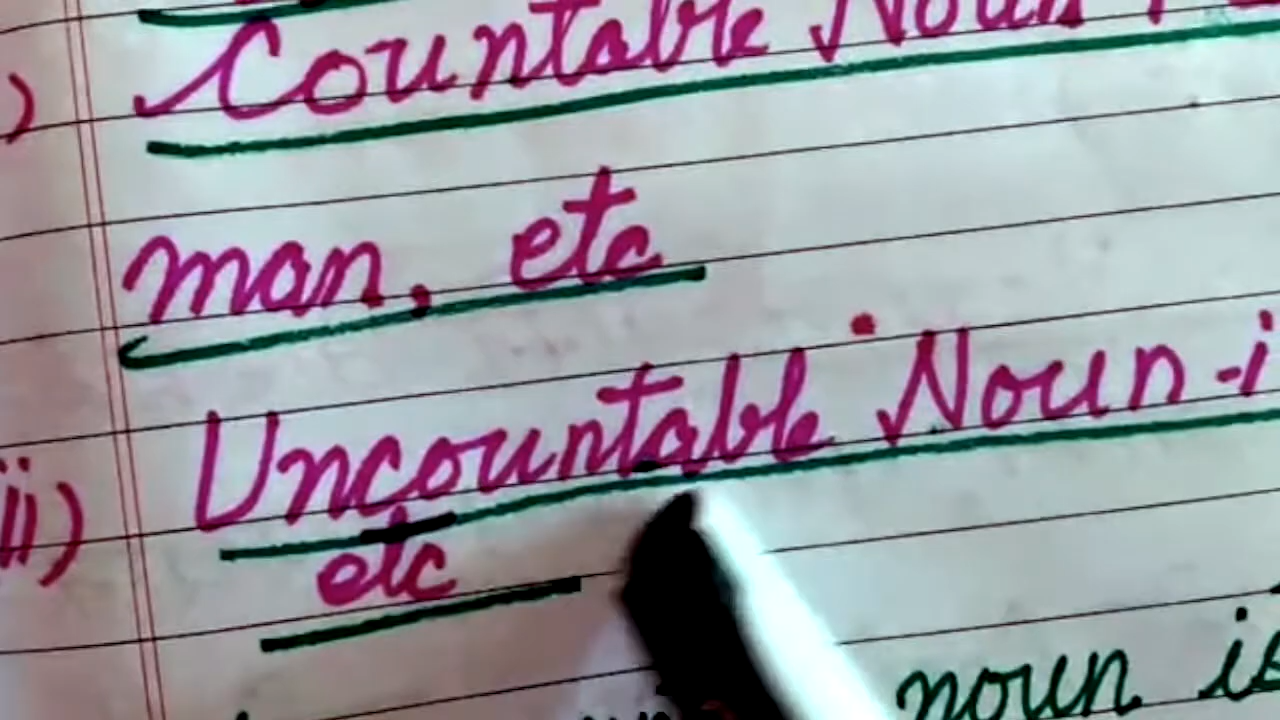 ) Countable Noun
man, etc
ii) Uncountable Noun - i
etc
noun is